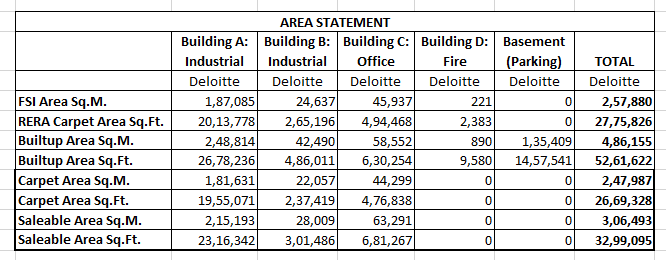 AREA STATEMENT
Building A: Building B: Building C: Building D: Basement
Industrial Industrial Office Fire (Parking) TOTAL
Deloitte Deloitte Deloitte Deloitte Deloitte Deloitte
FSI Area Sq.M. 1,87,085 24,637 45,937 221 0 2,57,880
RERA Carpet Area Sq.Ft. 20,13,778 2,65,196 4,94,468 2,383 0 27,75,826
Builtup Area Sq.M. 2,48,814 42,490 58,552 890 1,35,409 4,86,155
Builtup Area Sq.Ft. 26,78,236 4,86,011 6,30,254 9,580 14,57,541 52,61,622
Carpet Area Sq.M. 1,81,631 22,057 44,299 0 0 2,47,987
Carpet Area Sq.Ft. 19,55,071 2,37,419 4,76,838 0 0 26,69,328
Saleable Area Sq.M. 2,15,193 28,009 63,291 0 0 3,06,493
Saleable Area Sq.Ft. 23,16,342 3,01,486 6,81,267 0 0 32,99,095